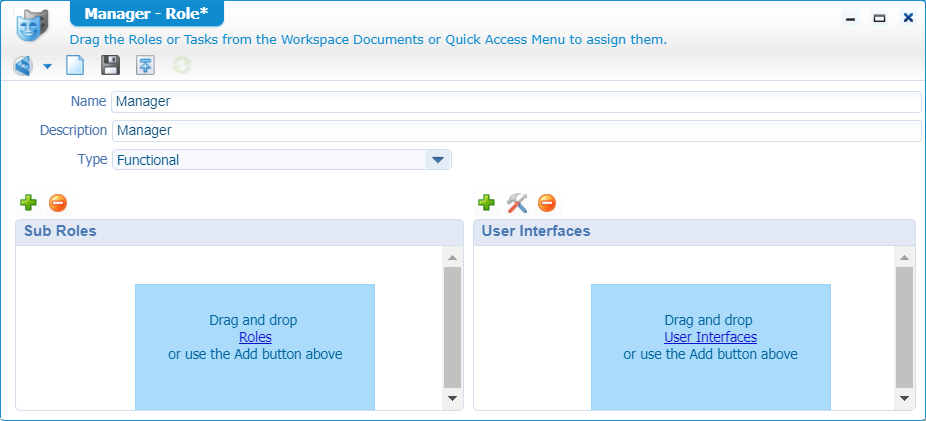 Manager - Role*
Drag the Roles or Tasks from the Workspace Documents or Quick Access Menu to assign them.
Name Manager
Description Manager
Type Functional
Sub Roles
Drag and drop
Roles
or use the Add button above
User Interfaces
Drag and drop
User Interfaces
or use the Add button above